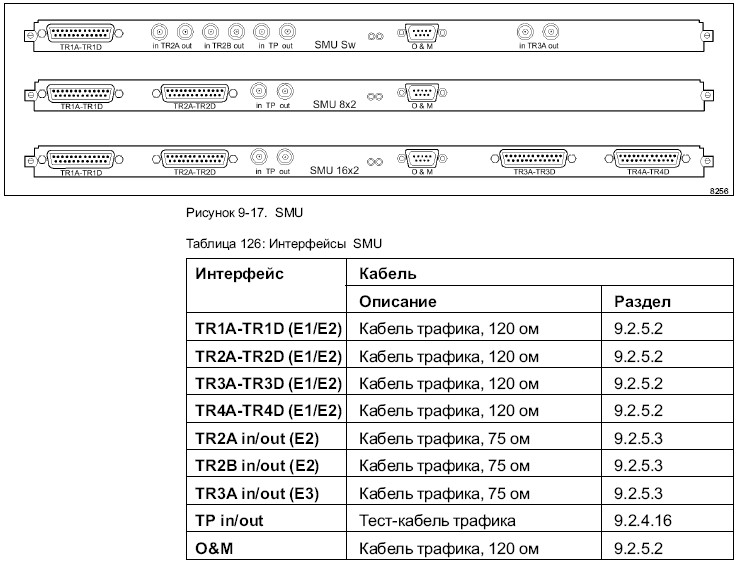 TR1A-TR1D in TR2A out in TR2B out in TP out SMU Sw O & M in TR3A out
TR1A-TR1D TR2A-TR2D in TP out SMU 8x2 O & M
TR1A-TR1D TR2A-TR2D in TP out SMU 16x2 O & M TR3A-TR3D TR4A-TR4D
8256
Рисунок 9-17. SMU
Таблица 126: Интерфейсы SMU
Интерфейс Кабель
Описание Раздел
TR1A-TR1D (E1/E2) Кабель трафика, 120 ом 9.2.5.2
TR2A-TR2D (E1/E2) Кабель трафика, 120 ом 9.2.5.2
TR3A-TR3D (E1/E2) Кабель трафика, 120 ом 9.2.5.2
TR4A-TR4D (E1/E2) Кабель трафика, 120 ом 9.2.5.2
TR2A in/out (E2) Кабель трафика, 75 ом 9.2.5.3
TR2B in/out (E2) Кабель трафика, 75 ом 9.2.5.3
TR3A in/out (E3) Кабель трафика, 75 ом 9.2.5.3
TP in/out Тест-кабель трафика 9.2.4.16
O&M Кабель трафика, 120 ом 9.2.5.2